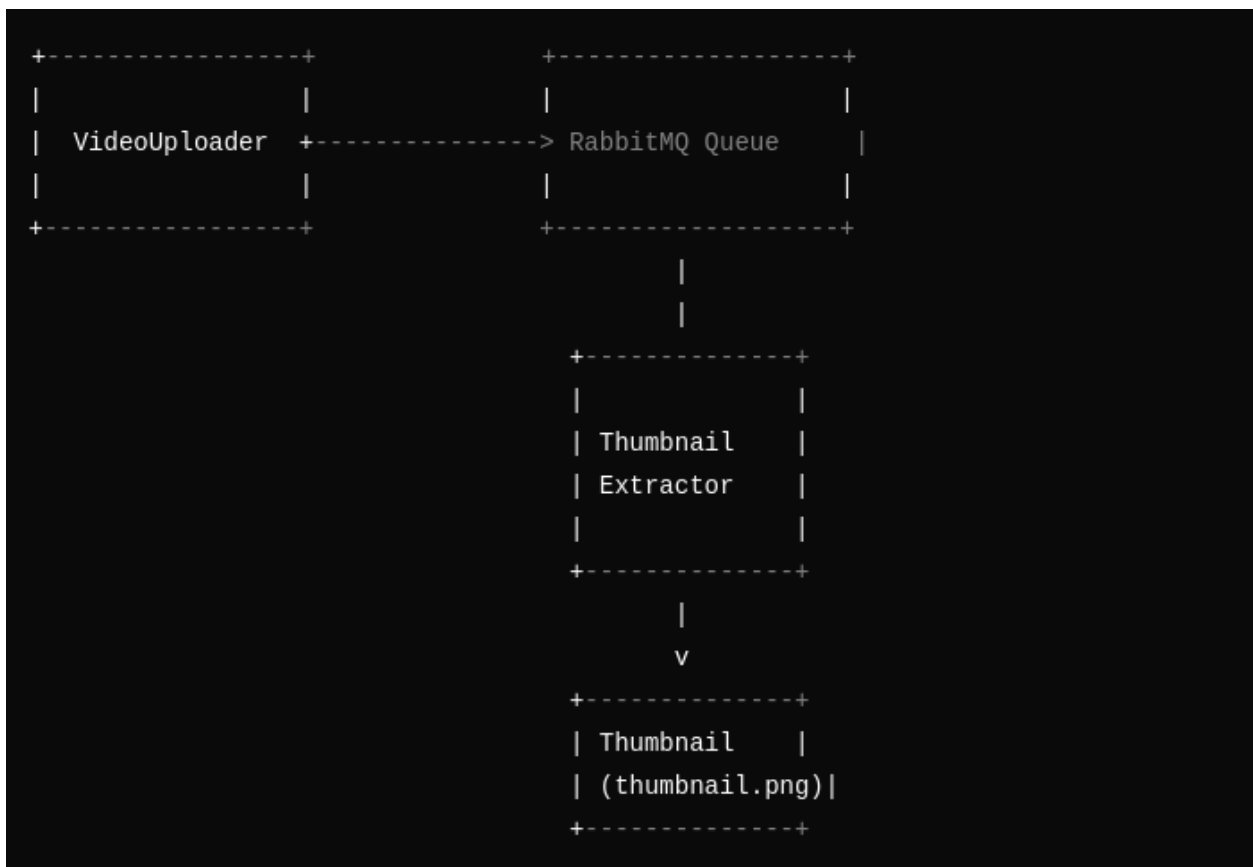 +-----------------+               +-------------------+
|                 |               |                   |
|  VideoUploader  +---------------> RabbitMQ Queue     |
|                 |               |                   |
+-----------------+               +-------------------+
                                           |
                                           |
                                    +--------------+
                                    |              |
                                    | Thumbnail    |
                                    | Extractor    |
                                    |              |
                                    +--------------+
                                           |
                                           v
                                    +--------------+
                                    | Thumbnail    |
                                    | (thumbnail.png)|
                                    +--------------+